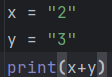 x = "2"
y = "3"
print(x+y)